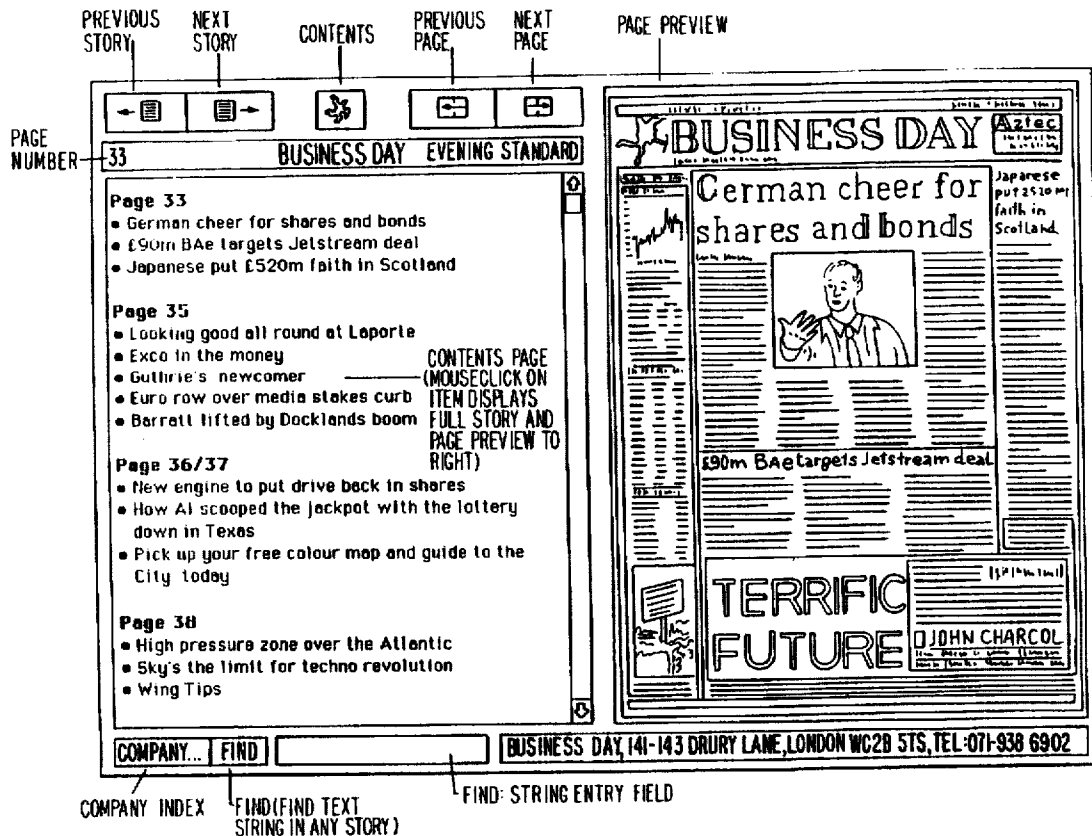 PREVIOUS STORY
NEXT STORY
CONTENTS
PREVIOUS PAGE
NEXT PAGE
PAGE PREVIEW
PAGE NUMBER
33 BUSINESS DAY EVENING STANDARD
Page 33
• German cheer for shares and bonds
• £90m BAe targets Jetstream deal
• Japanese put £520m faith in Scotland
Page 35
• Looking good all round at Laporte
• Exco in the money
• Guthrie's newcomer
• Euro row over media stakes curb
• Barratt lifted by Docklands boom
CONTENTS PAGE
(MOUSECLICK ON
ITEM DISPLAYS
FULL STORY AND
PAGE PREVIEW TO
RIGHT)
Page 36/37
• New engine to put drive back in shares
• How Al scooped the jackpot with the lottery
down in Texas
• Pick up your free colour map and guide to the
City today
Page 38
• High pressure zone over the Atlantic
• Sky's the limit for techno revolution
• Wing Tips
BUSINESS DAY
Aztec
German cheer for
shares and bonds
Japanese
put
faith in
Scotland
£90m BAe targets Jetstream deal
TERRIFIC
FUTURE
JOHN CHARCOL
COMPANY... FIND
BUSINESS DAY, 141-143 DRURY LANE, LONDON WC2B 5TS, TEL:071-938 6902
COMPANY INDEX
FIND (FIND TEXT
STRING IN ANY STORY)
FIND: STRING ENTRY FIELD